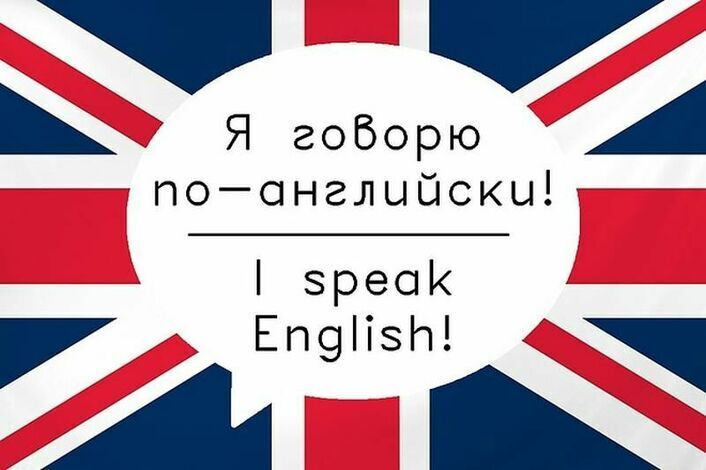 Я говорю
по-английски!
I speak
English!